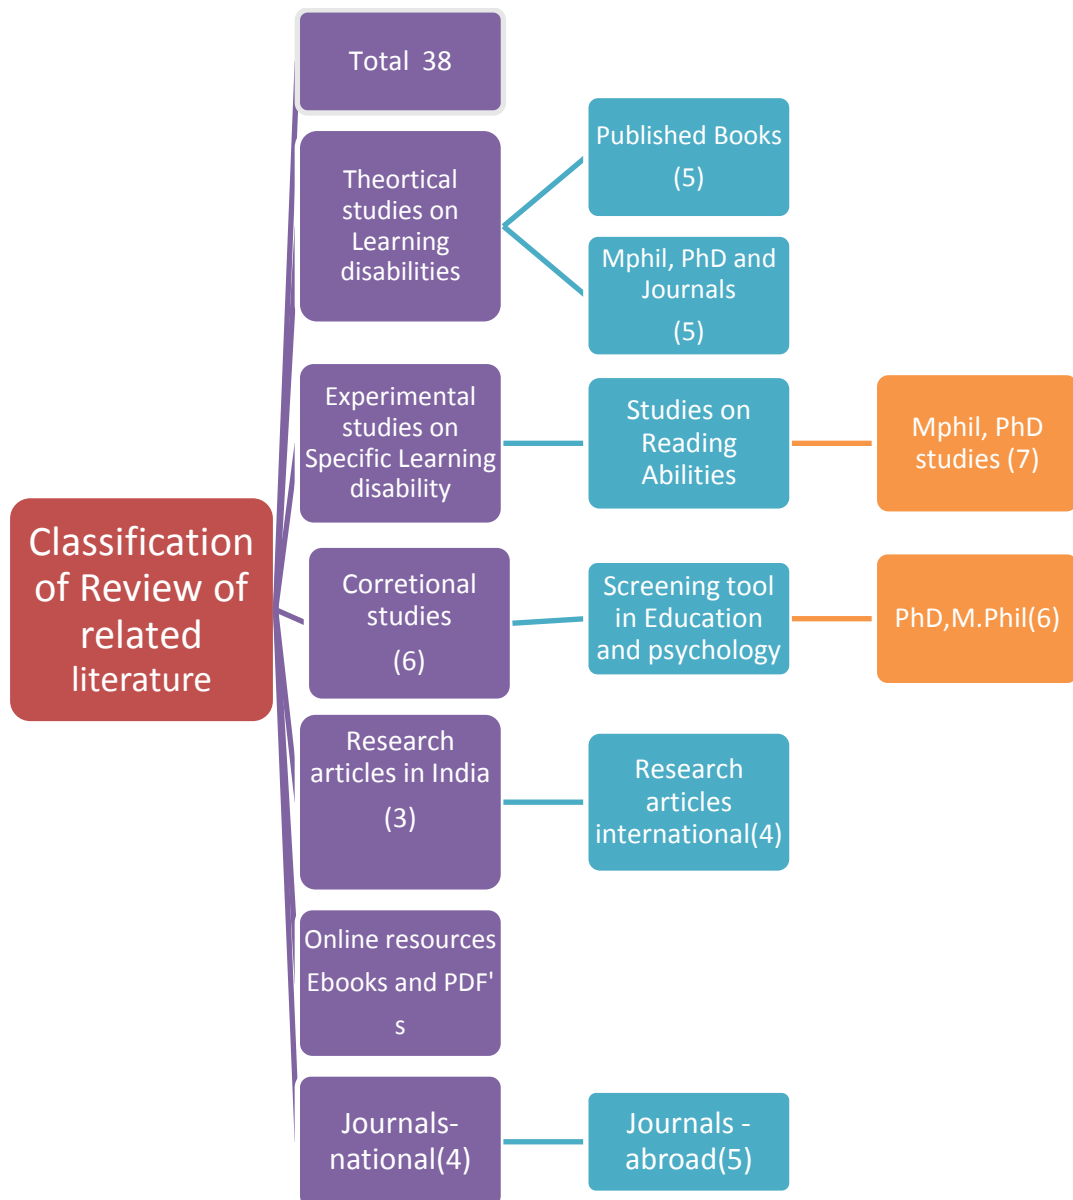 Total 38
Theortical
studies on
Learning
disabilities
Published Books
(5)
Mphil, PhD and
Journals
(5)
Experimental
studies on
Specific Learning
disability
Studies on
Reading
Abilities
Mphil, PhD
studies (7)
Classification
of Review of
related
literature
Corretional
studies
(6)
Screening tool
in Education
and psychology
PhD,M.Phil(6)
Research
articles in India
(3)
Research
articles
international(4)
Online resources
Ebooks and PDF'
s
Journals-
national(4)
Journals -
abroad(5)